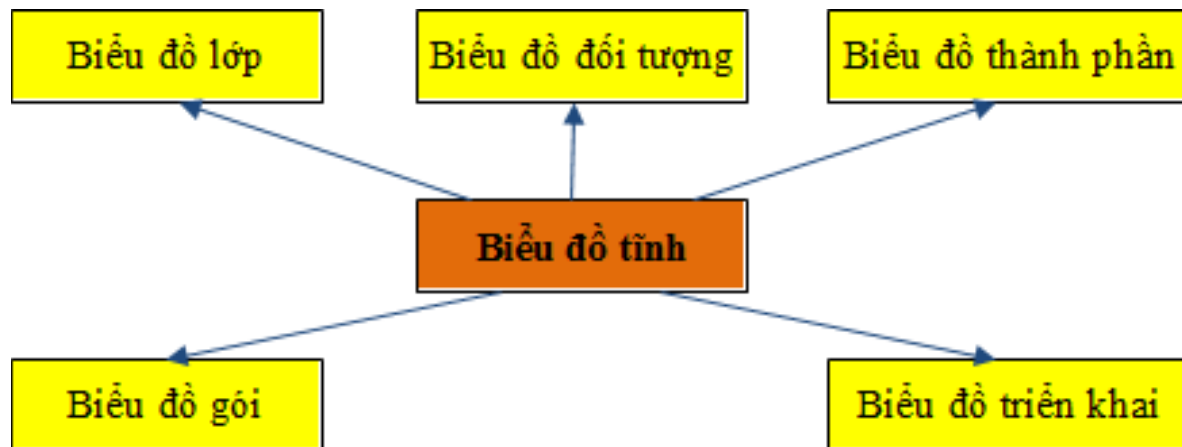 Biểu đồ lớp
Biểu đồ đối tượng
Biểu đồ thành phần
Biểu đồ tĩnh
Biểu đồ gói
Biểu đồ triển khai